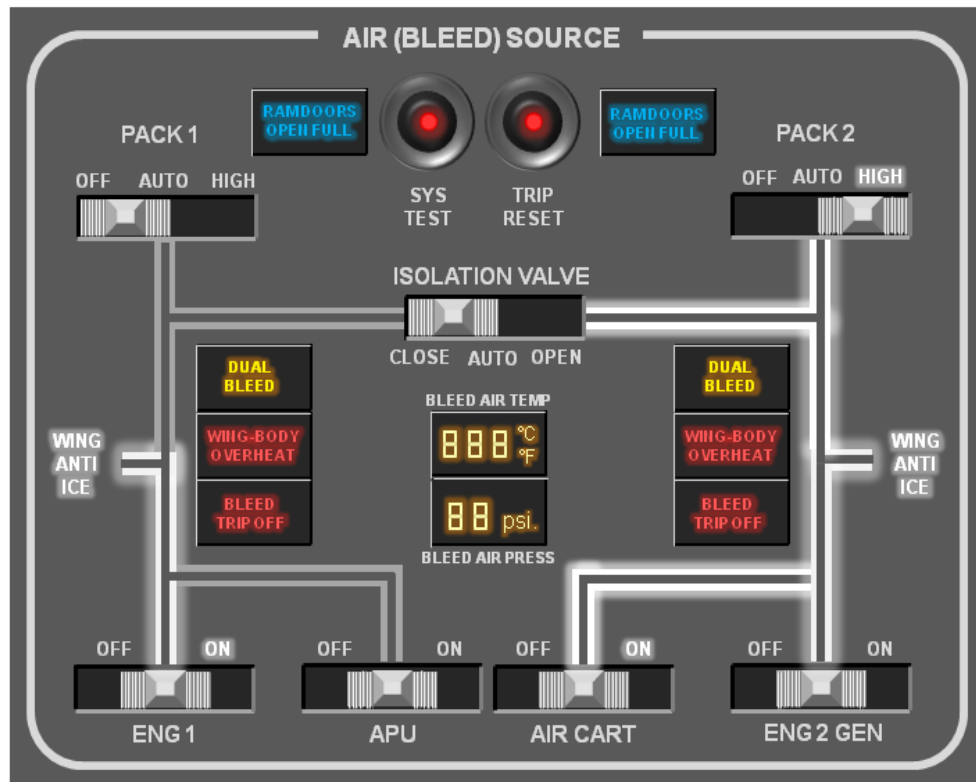 AIR (BLEED) SOURCE
RAMDOORS
OPEN FULL
RAMDOORS
OPEN FULL
PACK 1
PACK 2
OFF AUTO HIGH
SYS
TEST
TRIP
RESET
OFF AUTO HIGH
ISOLATION VALVE
CLOSE AUTO OPEN
DUAL
BLEED
DUAL
BLEED
BLEED AIR TEMP
888 °C
°F
WING-BODY
OVERHEAT
WING-BODY
OVERHEAT
WING
ANTI
ICE
WING
ANTI
ICE
BLEED
TRIP OFF
88 psi.
BLEED
TRIP OFF
BLEED AIR PRESS
OFF ON
OFF ON
OFF ON
OFF ON
ENG 1
APU
AIR CART
ENG 2 GEN